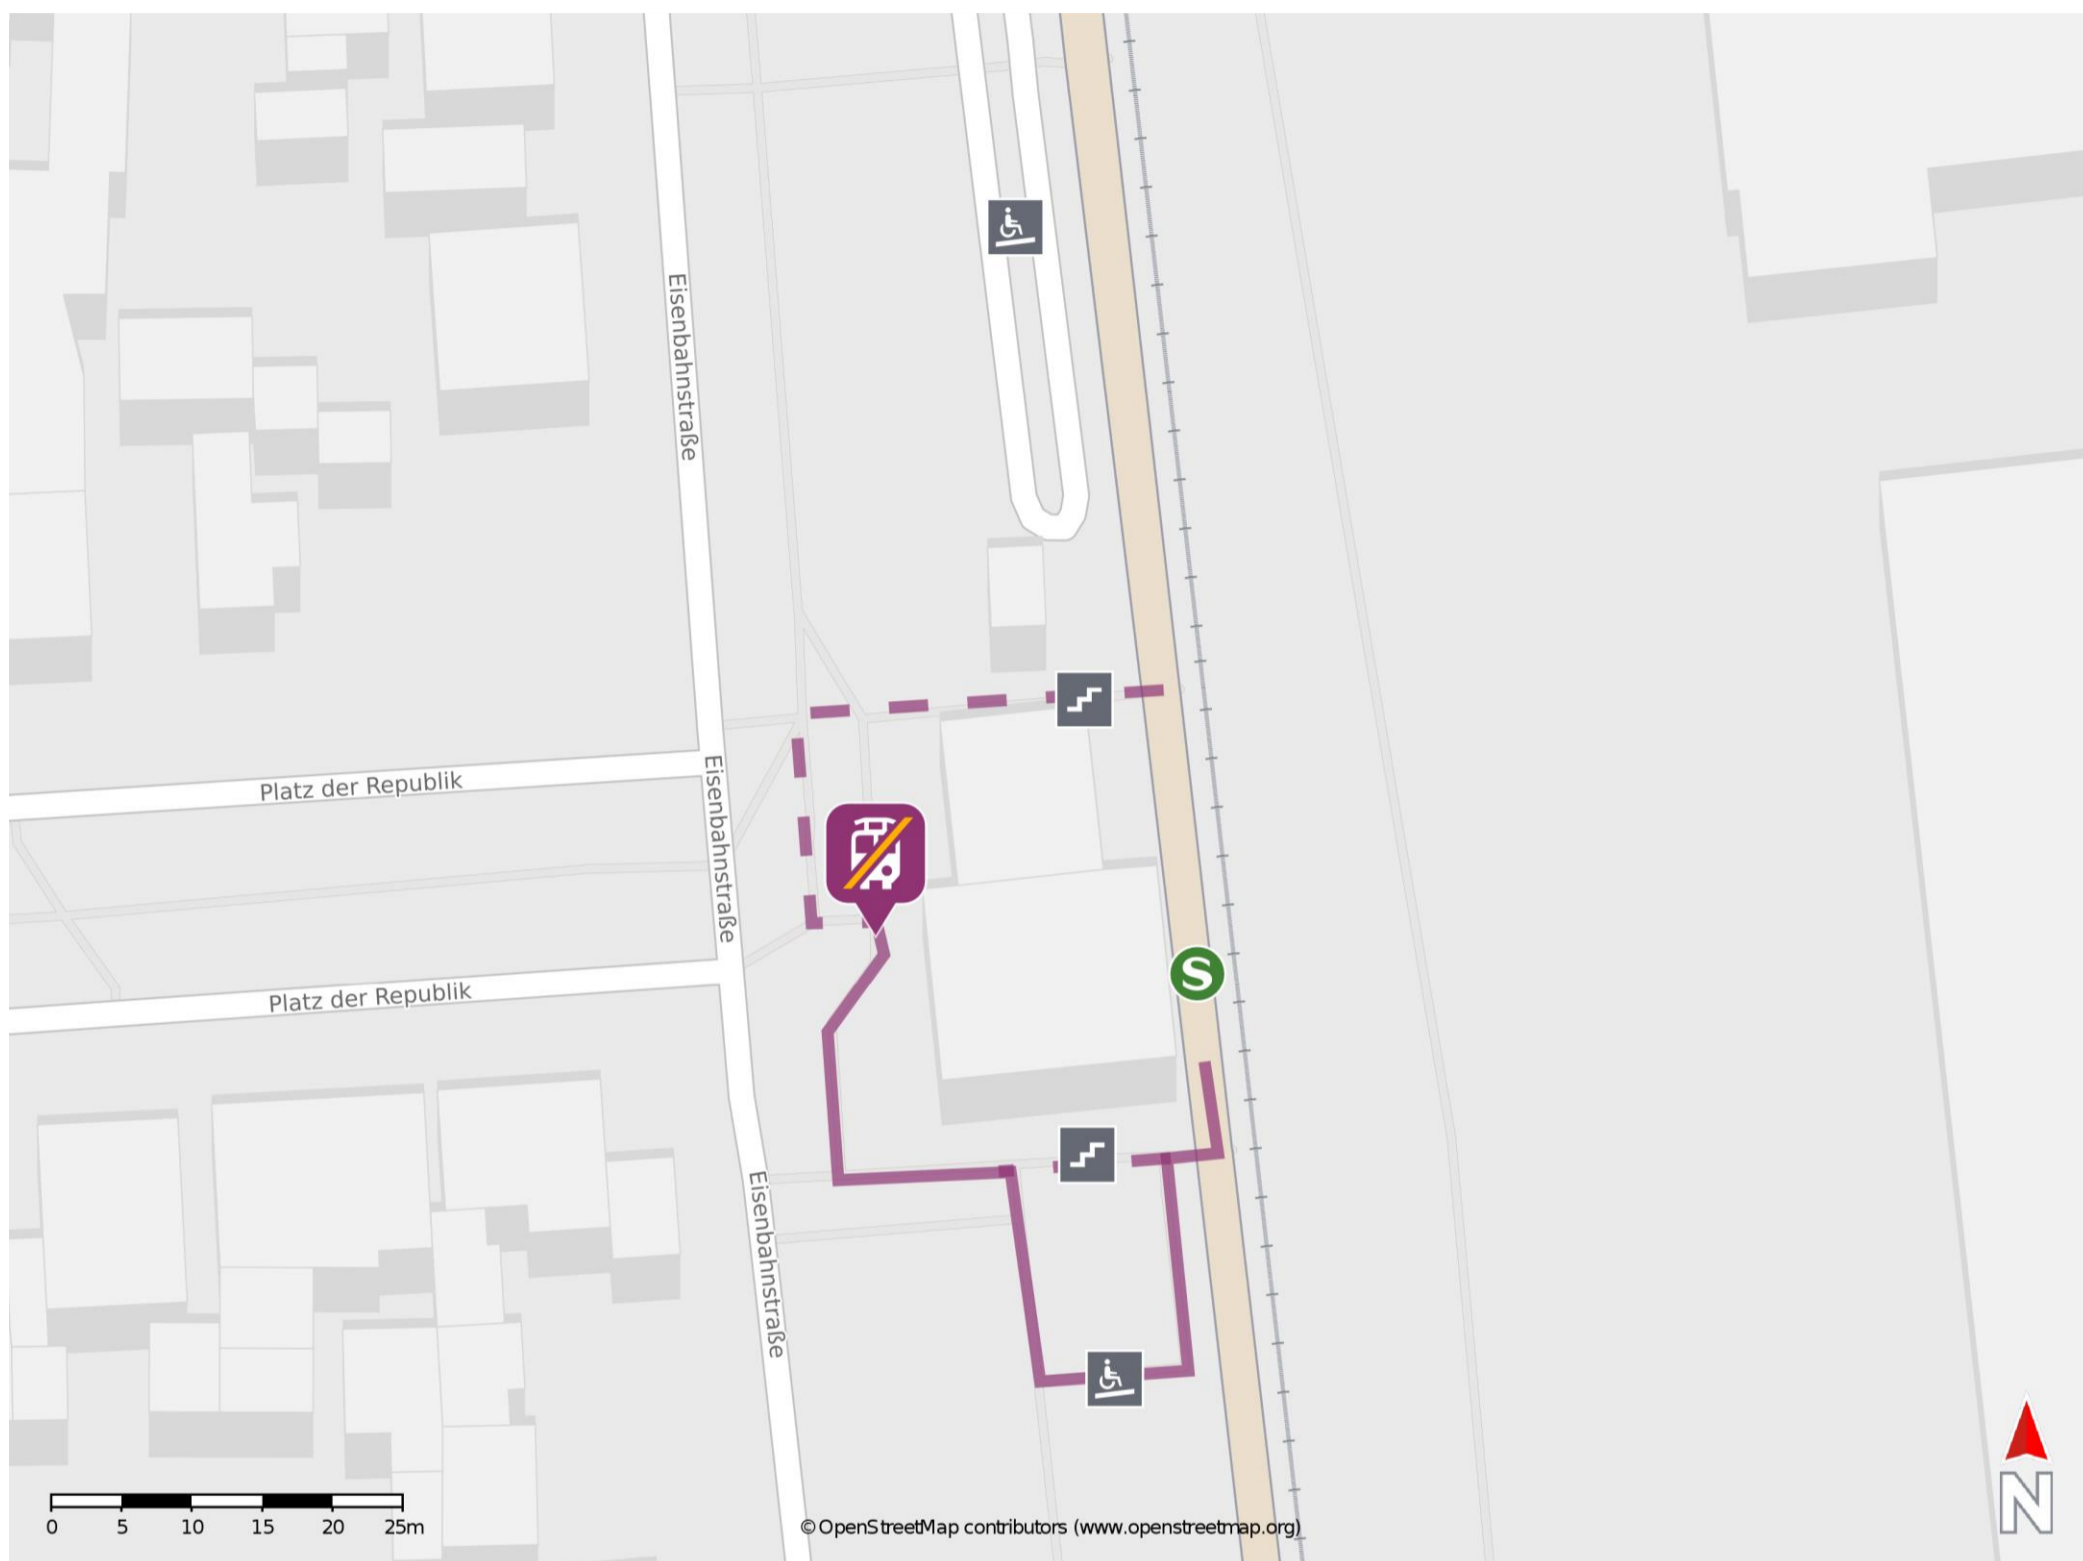 Eisenbahnstraße
Platz der Republik
Eisenbahnstraße
S
Platz der Republik
Eisenbahnstraße
0 5 10 15 20 25m
© OpenStreetMap contributors (www.openstreetmap.org)
N